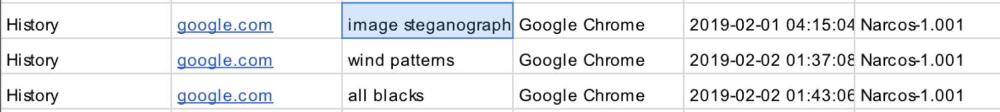 History google.com image steganograph Google Chrome 2019-02-01 04:15:04 Narcos-1.001
History google.com wind patterns Google Chrome 2019-02-02 01:37:08 Narcos-1.001
History google.com all blacks Google Chrome 2019-02-02 01:43:06 Narcos-1.001